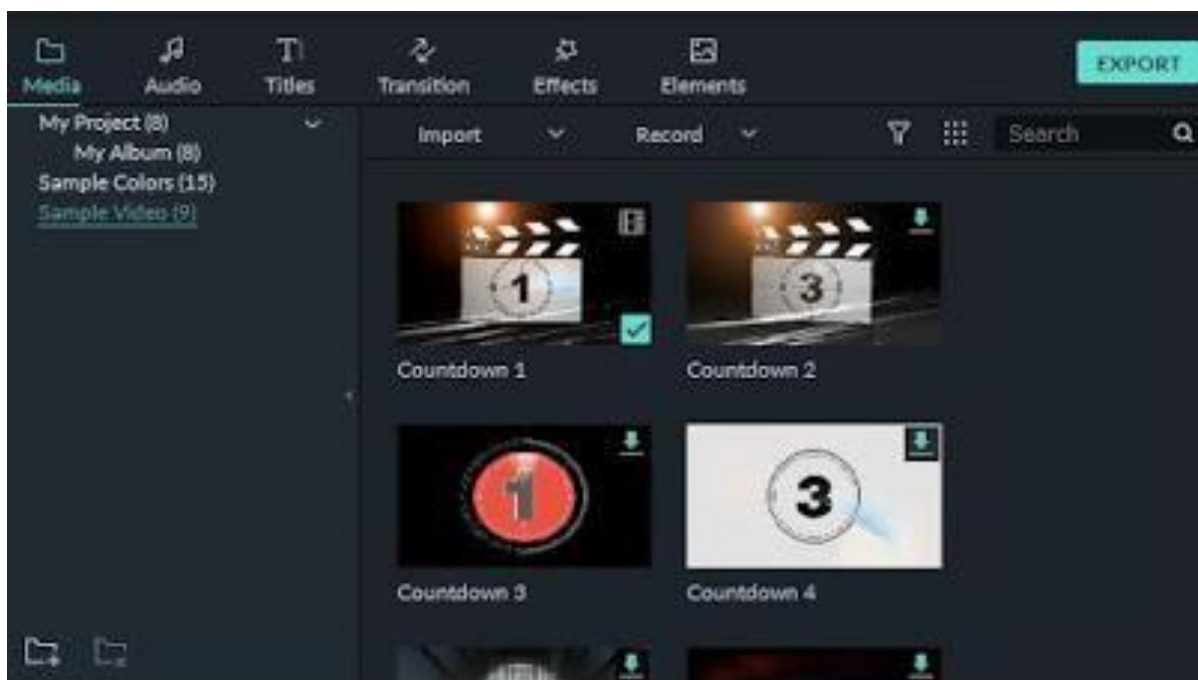 Media Audio Titles Transition Effects Elements EXPORT
My Project (8)
My Album (8)
Sample Colors (15)
Sample Video (9)
Import Record Search
1
3
Countdown 1 Countdown 2
1
3
Countdown 3 Countdown 4